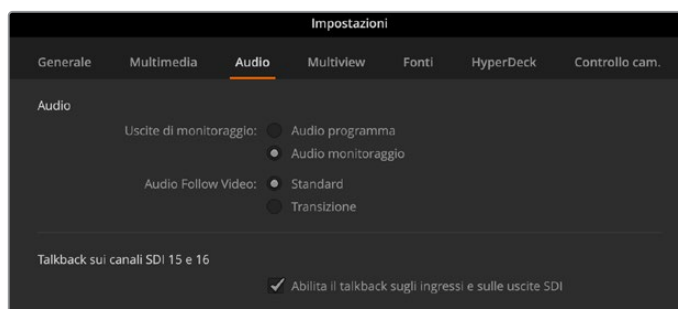 Impostazioni
Generale Multimedia Audio Multiview Fonti HyperDeck Controllo cam.
Audio
Uscite di monitoraggio: Audio programma
Audio monitoraggio
Audio Follow Video: Standard
Transizione
Talkback sui canali SDI 15 e 16
Abilita il talkback sugli ingressi e sulle uscite SDI